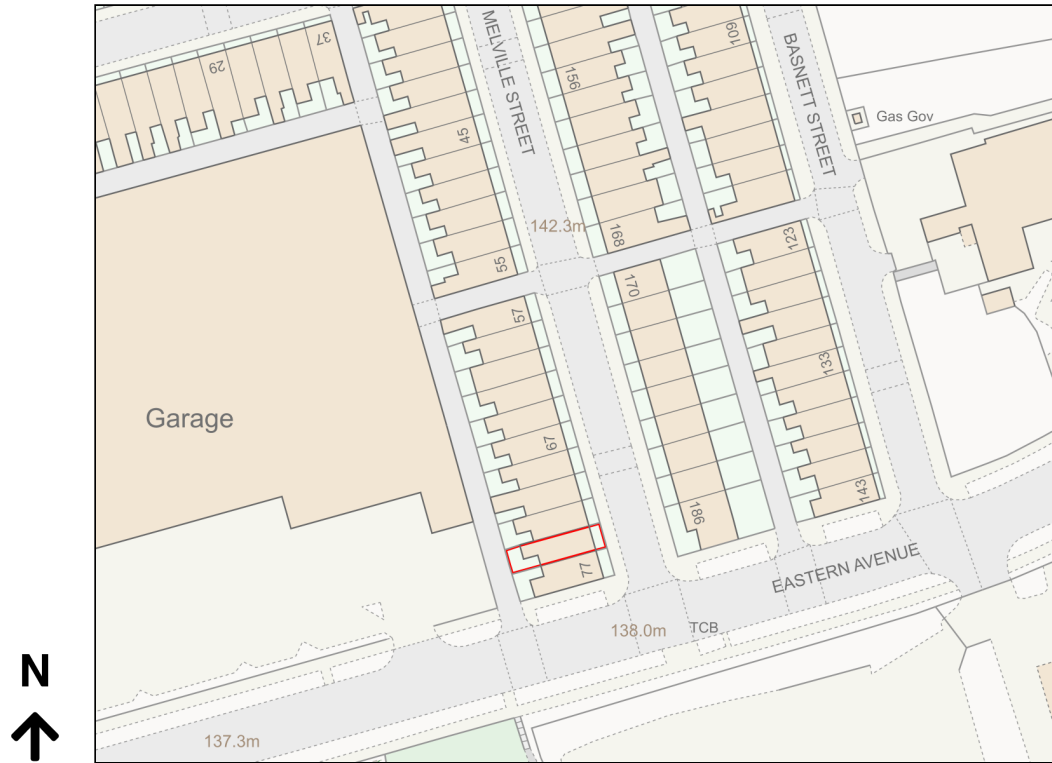 37
29
MELVILLE STREET
156
109
BASNETT STREET
Gas Gov
45
142.3m
168
123
55
170
57
133
Garage
67
186
143
77
EASTERN AVENUE
138.0m
TCB
N
137.3m